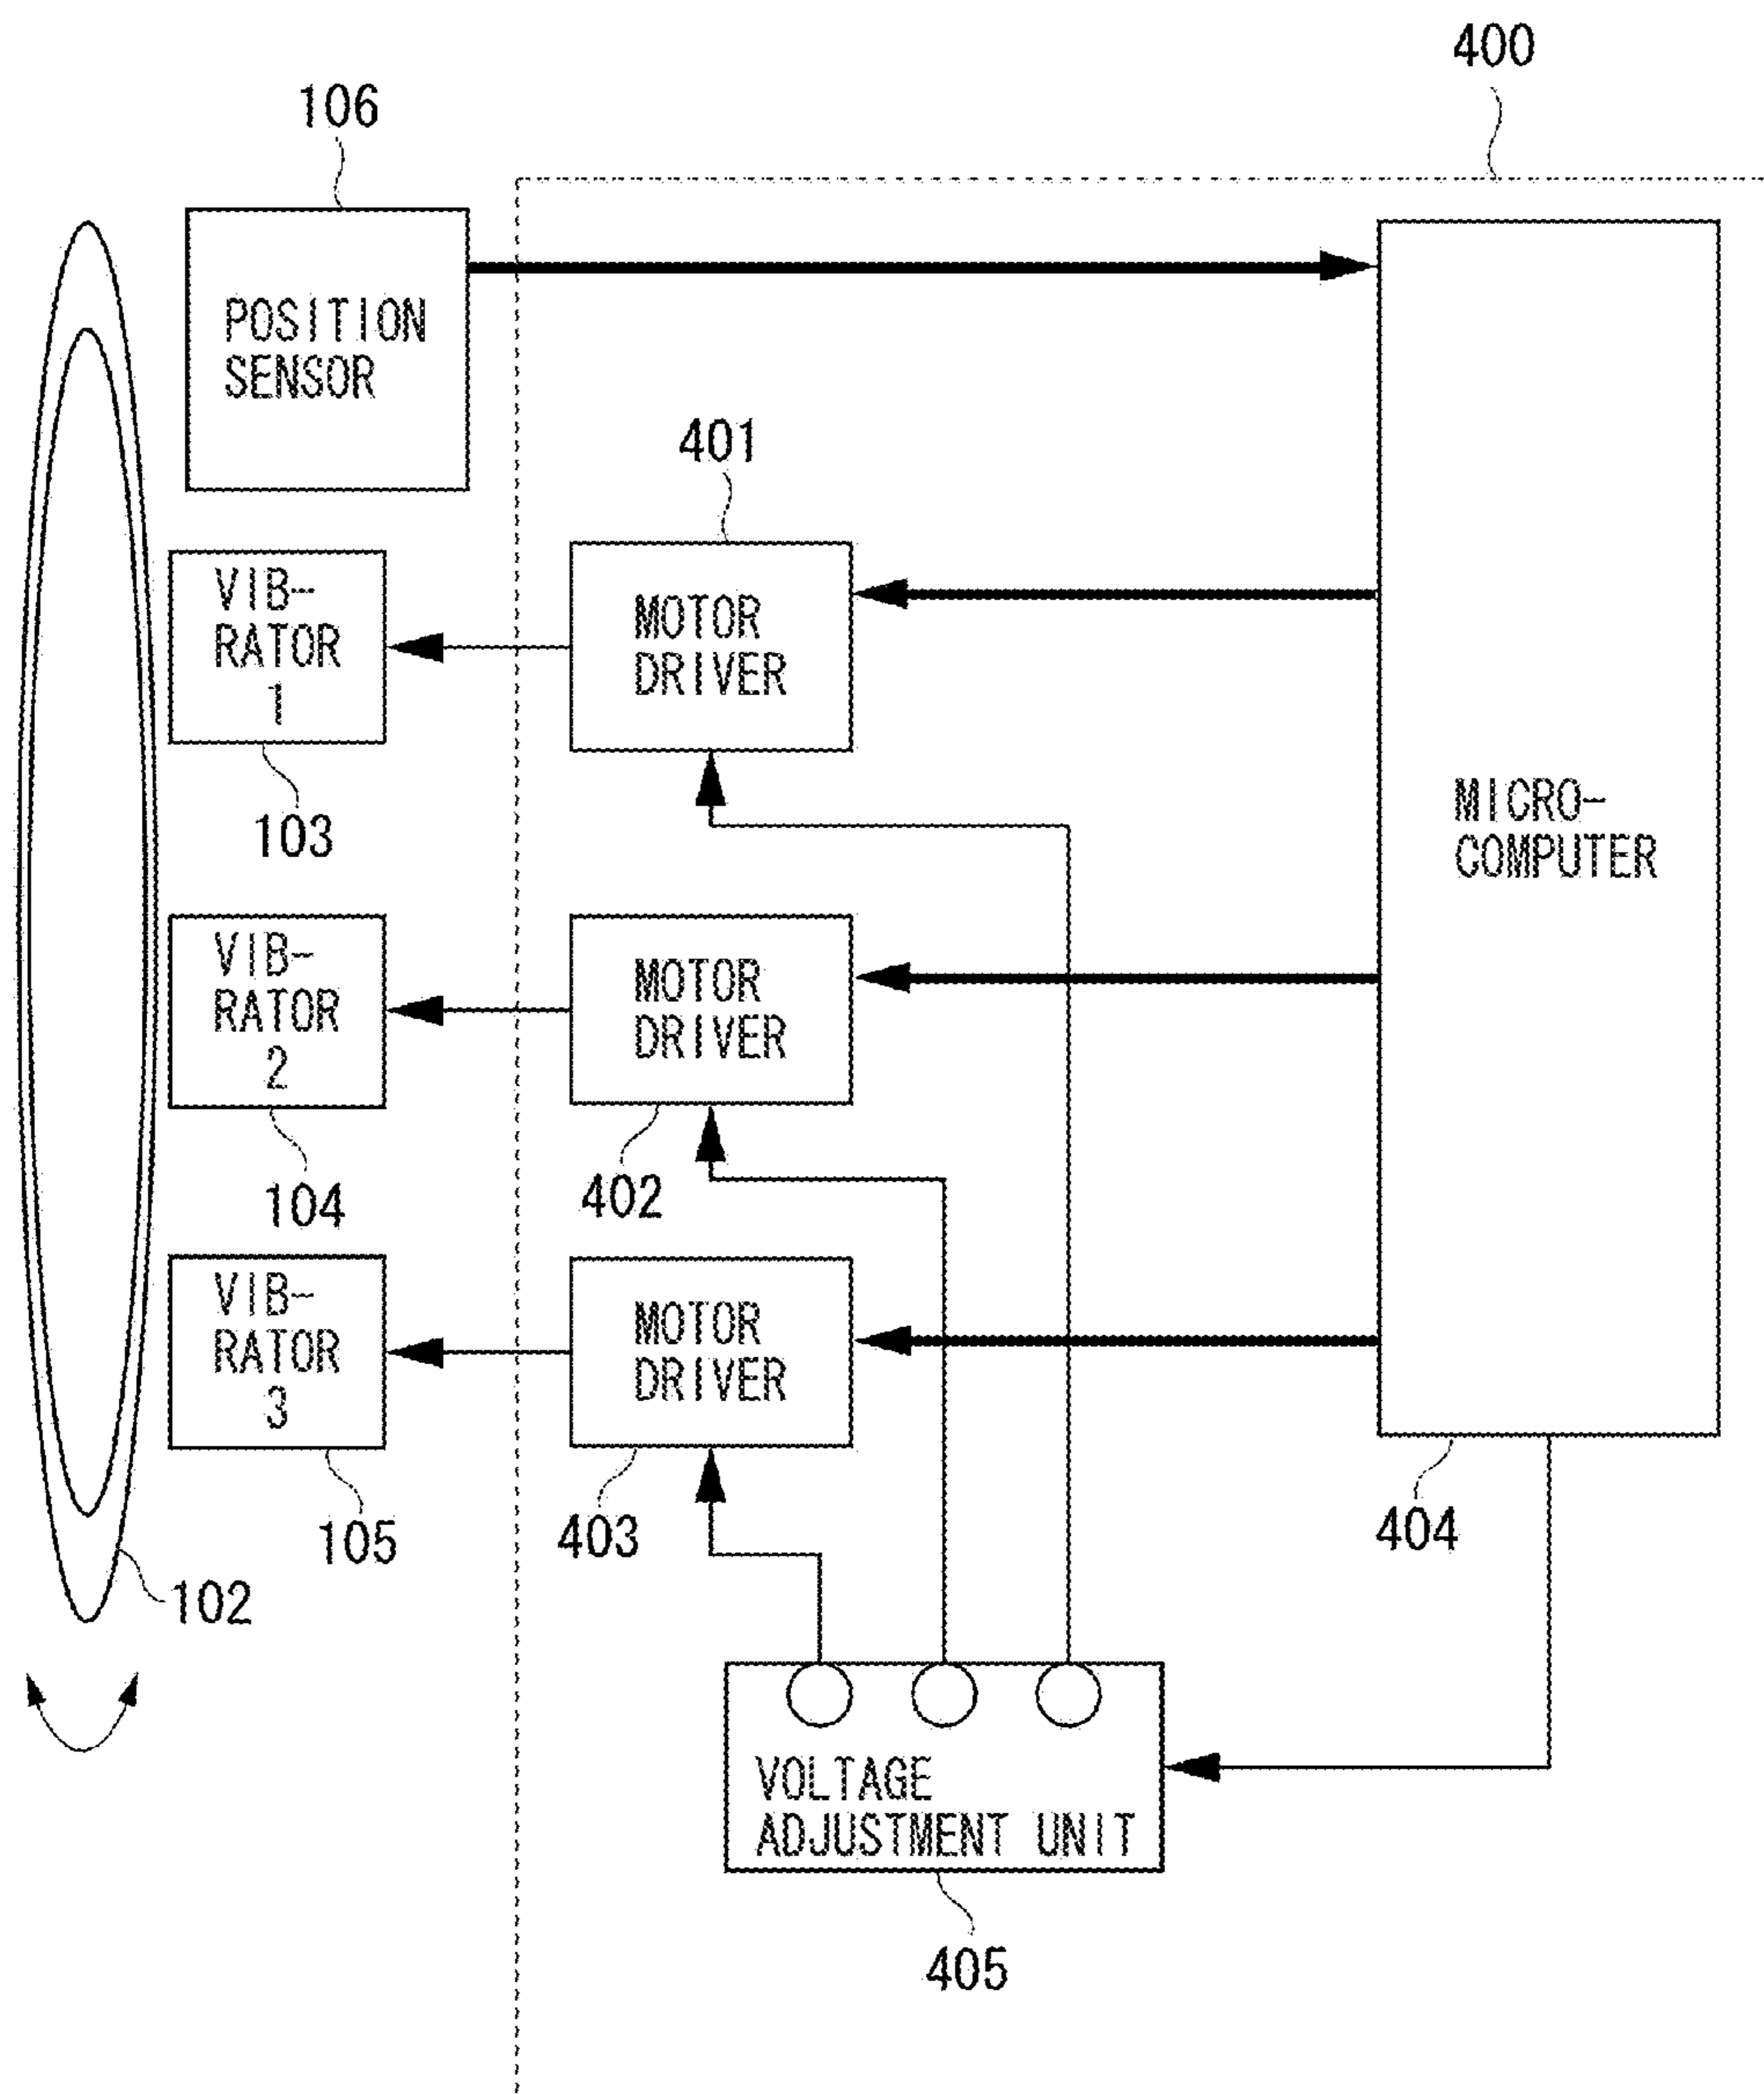 400
106
POSITION
SENSOR
401
VIB-
RATOR
1
MOTOR
DRIVER
103
MICRO-
COMPUTER
VIB-
RATOR
2
MOTOR
DRIVER
104
402
VIB-
RATOR
3
MOTOR
DRIVER
105
403
404
102
VOLTAGE
ADJUSTMENT UNIT
405